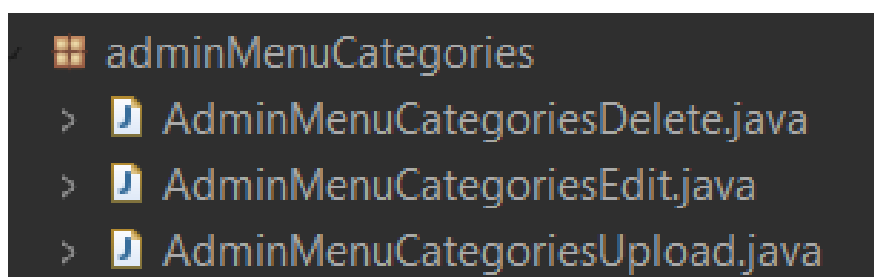 adminMenuCategories
AdminMenuCategoriesDelete.java
AdminMenuCategoriesEdit.java
AdminMenuCategoriesUpload.java